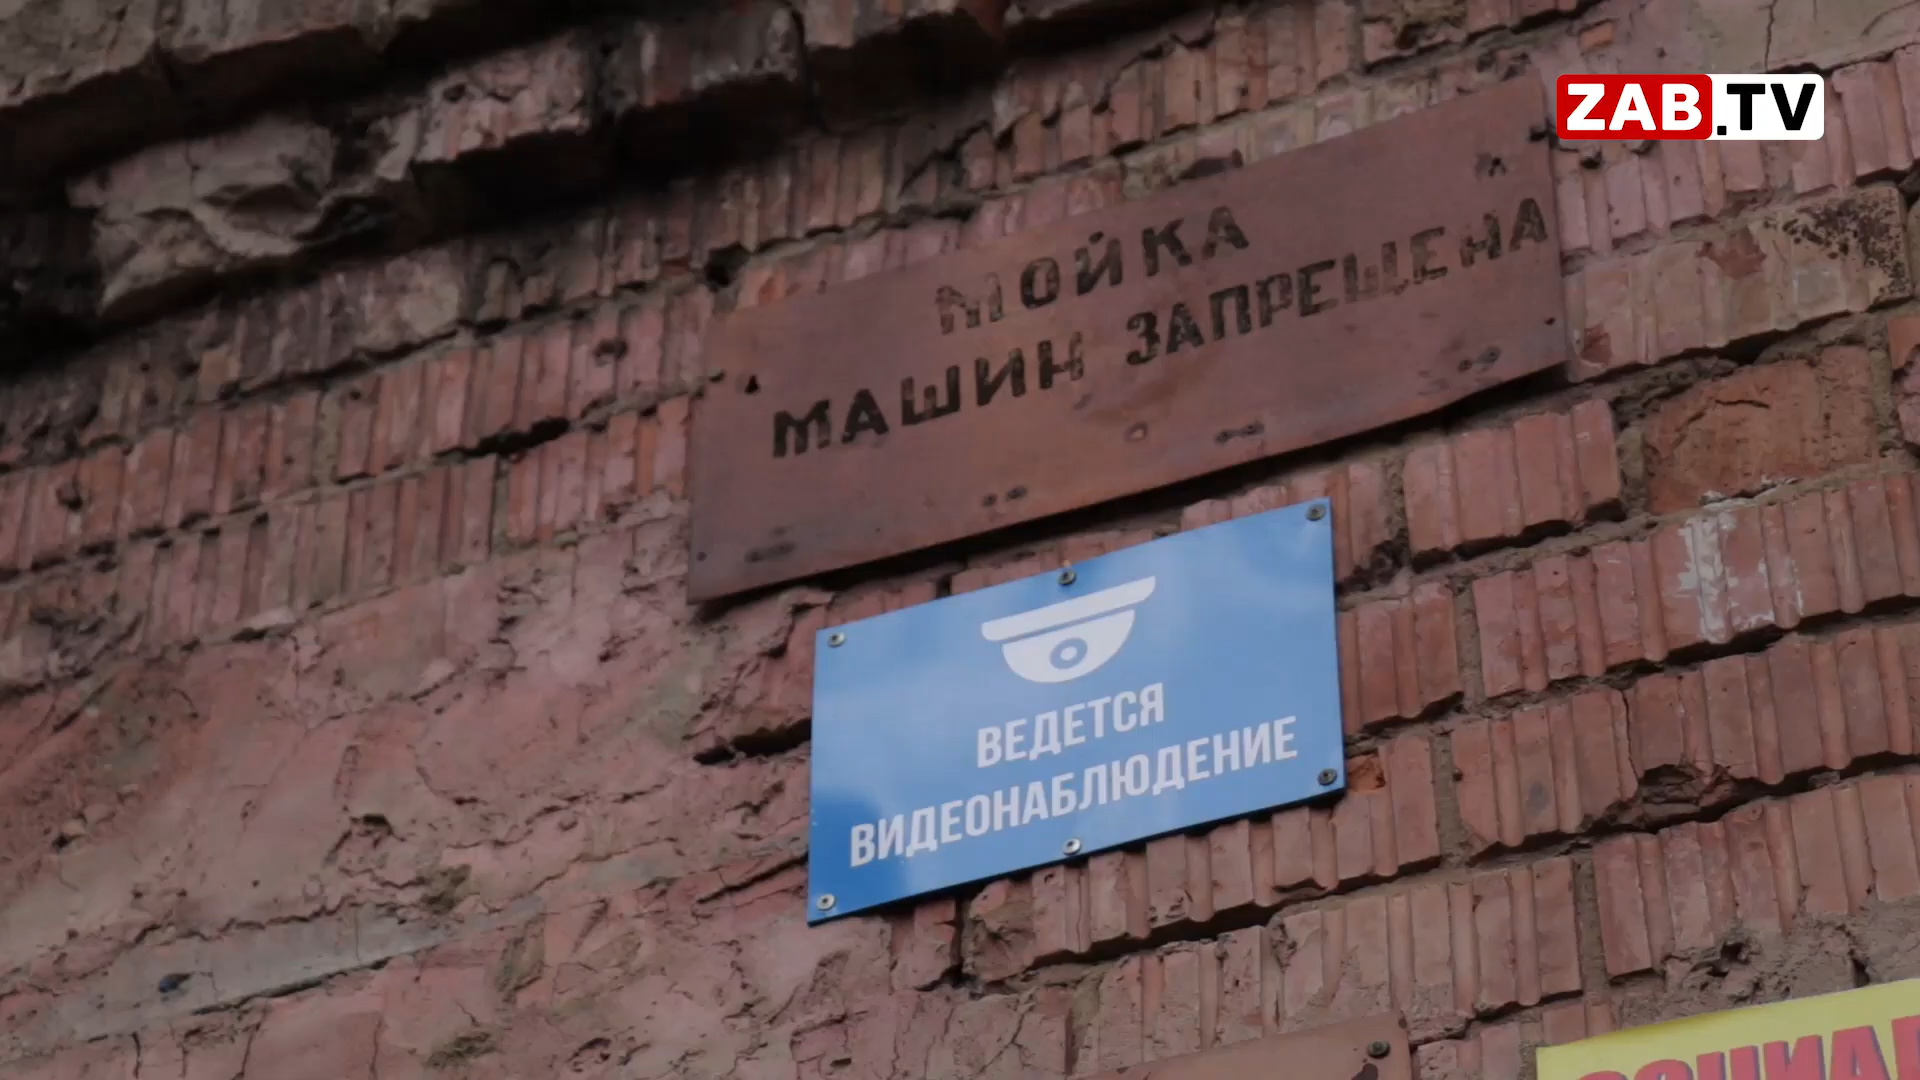 ZAB.TV
МОЙКА
МАШИН ЗАПРЕЩЕНА
ВЕДЕТСЯ
ВИДЕОНАБЛЮДЕНИЕ